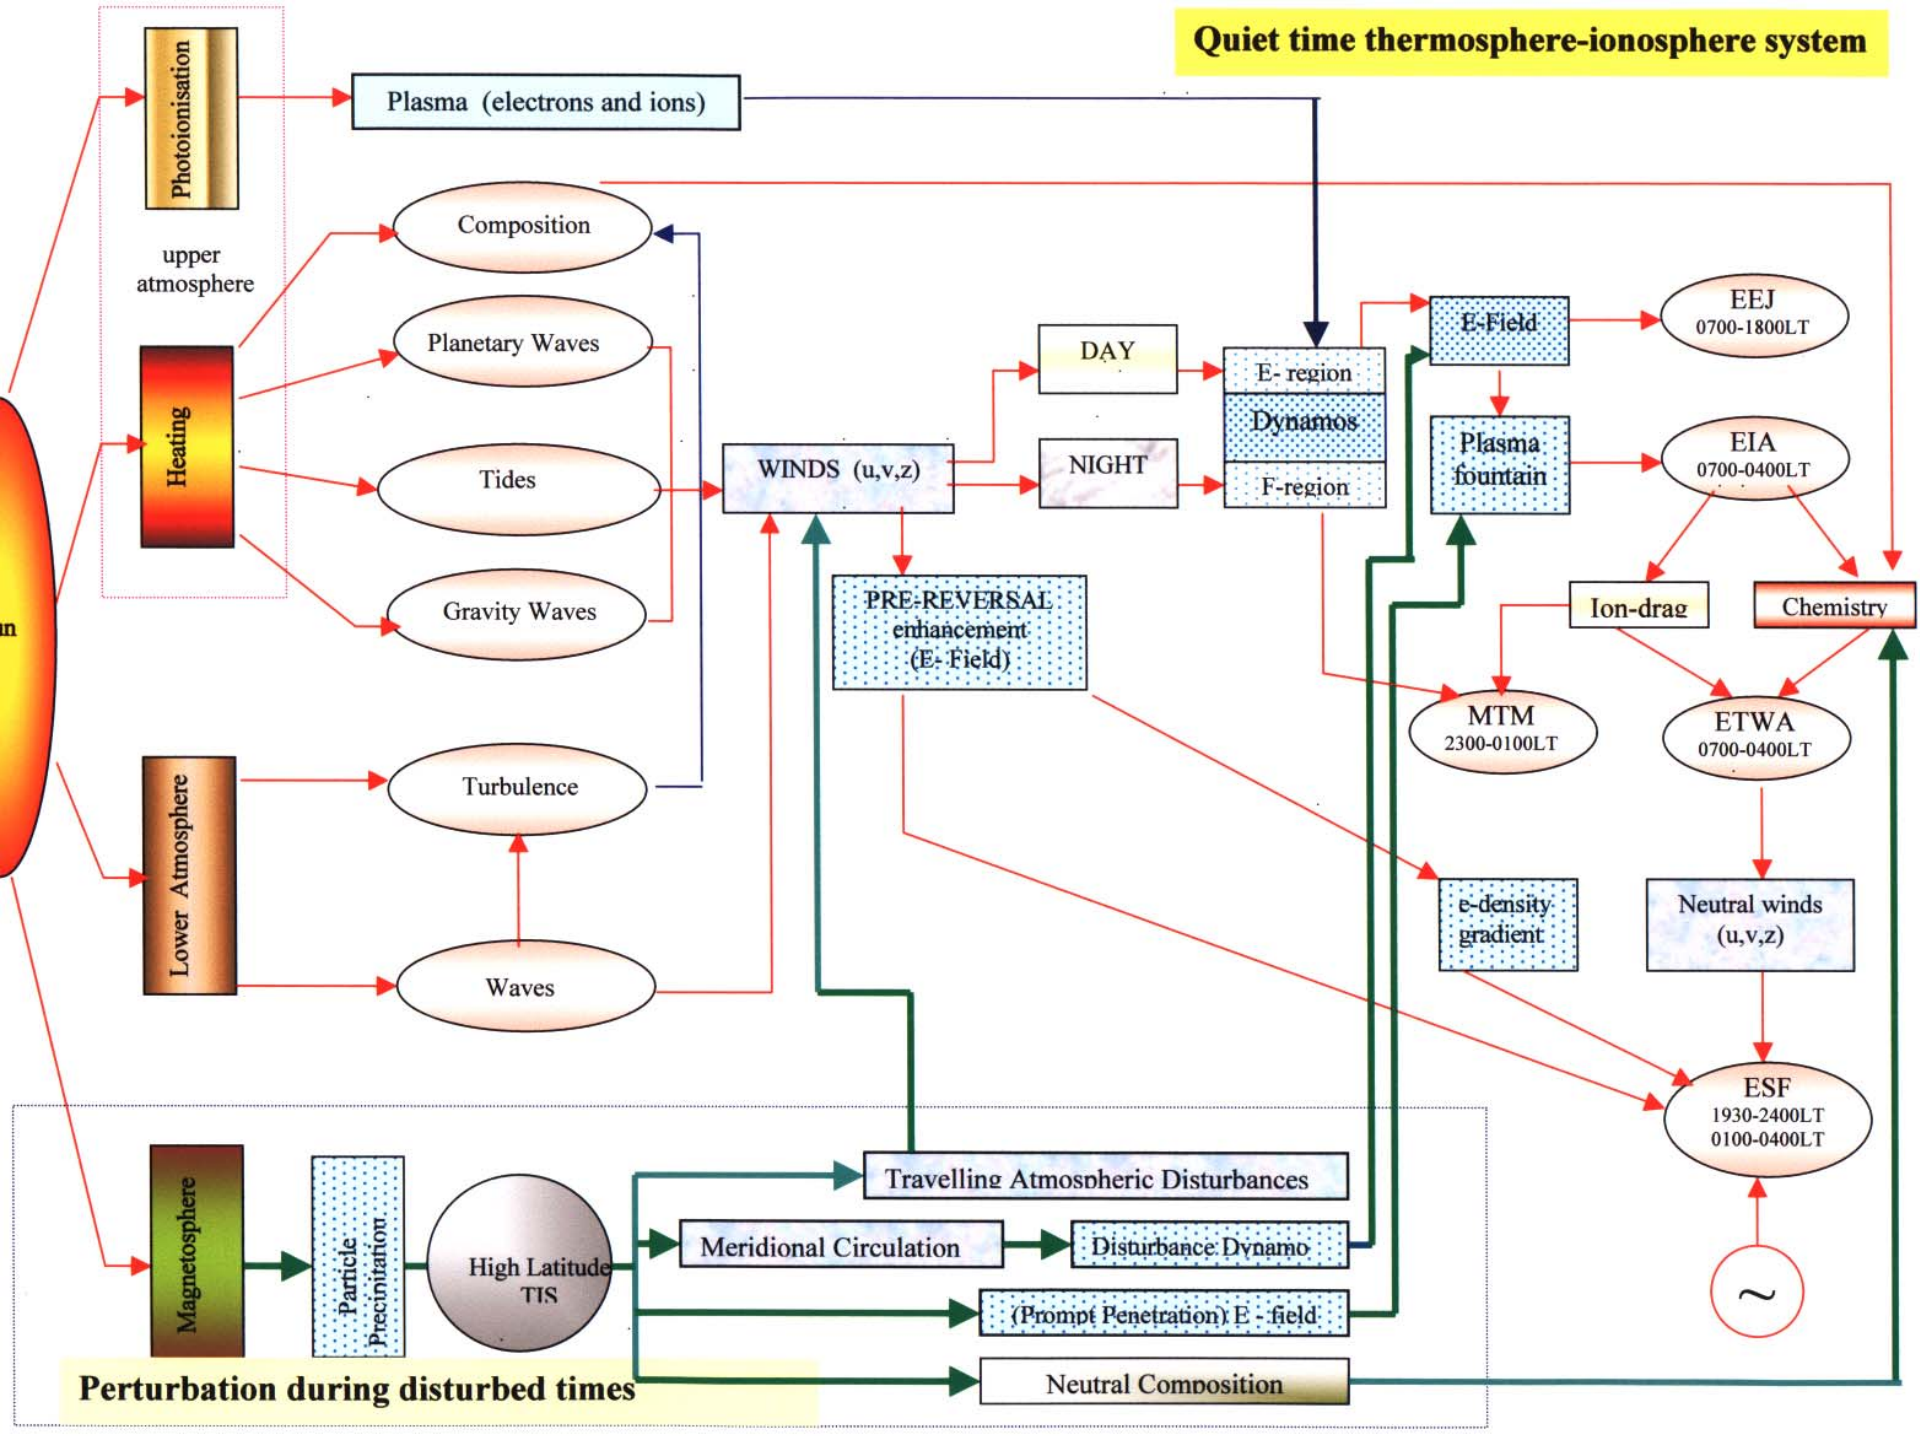 Quiet time thermosphere-ionosphere system
Photoionisation
Plasma (electrons and ions)
upper
atmosphere
Composition
Planetary Waves
Heating
Tides
Gravity Waves
WINDS (u,v,z)
DAY
NIGHT
E- region
Dynamos
F-region
E-Field
EEJ
0700-1800LT
Plasma
fountain
EIA
0700-0400LT
PRE-REVERSAL
enhancement
(E- Field)
Ion-drag
Chemistry
MTM
2300-0100LT
ETWA
0700-0400LT
un
Lower Atmosphere
Turbulence
Waves
e-density
gradient
Neutral winds
(u,v,z)
ESF
1930-2400LT
0100-0400LT
~
Magnetosphere
Particle
Precipitation
High Latitude
TIS
Travelling Atmospheric Disturbances
Meridional Circulation
Disturbance Dynamo
(Prompt Penetration) E - field
Neutral Composition
Perturbation during disturbed times